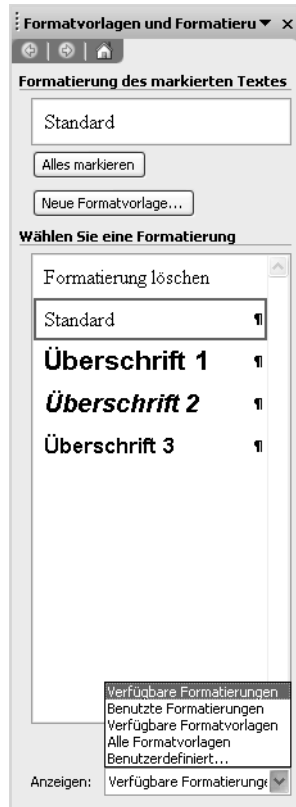 Formatvorlagen und Formatieru
Formatierung des markierten Textes
Standard
Alles markieren
Neue Formatvorlage...
Wählen Sie eine Formatierung
Formatierung löschen
Standard ¶
Überschrift 1 ¶
Überschrift 2 ¶
Überschrift 3 ¶
Verfügbare Formatierungen
Benutzte Formatierungen
Verfügbare Formatvorlagen
Alle Formatvorlagen
Benutzerdefiniert...
Anzeigen: Verfügbare Formatierunge